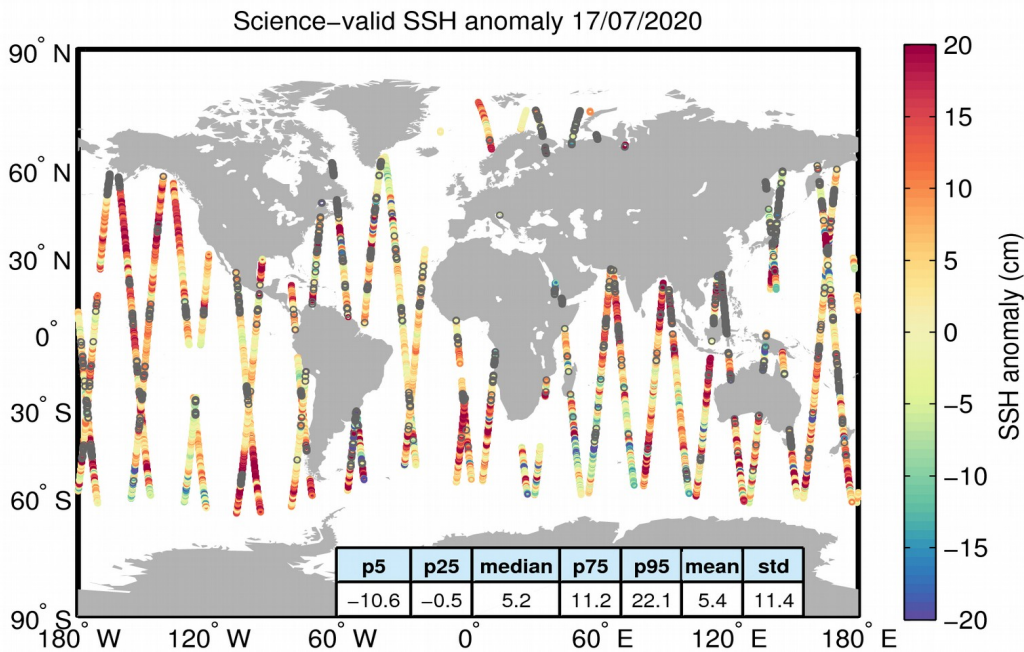 Science−valid SSH anomaly 17/07/2020
90° N
60° N
30° N
0°
30° S
60° S
90° S
180° W 120° W 60° W 0° 60° E 120° E 180° E
p5 p25 median p75 p95 mean std
−10.6 −0.5 5.2 11.2 22.1 5.4 11.4
20
15
10
5
0
−5
−10
−15
−20
SSH anomaly (cm)